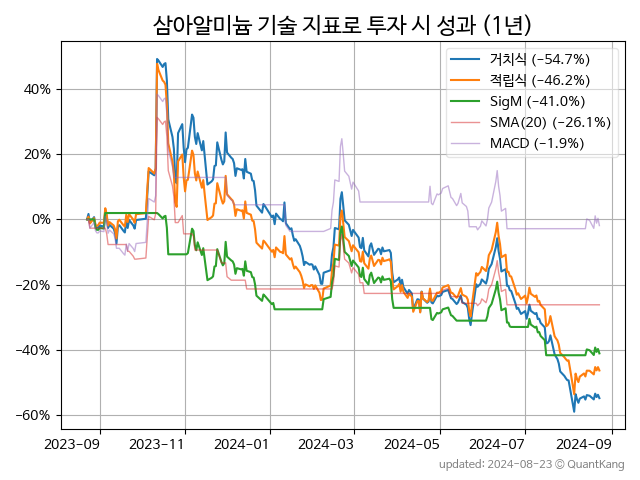 삼아알미늄 기술 지표로 투자 시 성과 (1년)
거치식 (−54.7%)
적립식 (−46.2%)
SigM (−41.0%)
SMA(20) (−26.1%)
MACD (−1.9%)
40%
20%
0%
−20%
−40%
−60%
2023-09 2023-11 2024-01 2024-03 2024-05 2024-07 2024-09
updated: 2024-08-23 © QuantKang